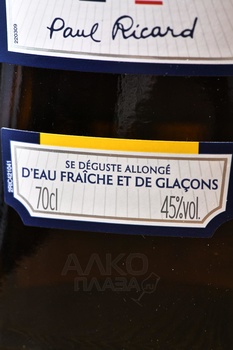 Paul Ricard
SE DÉGUSTE ALLONGÉ
D'EAU FRAÎCHE ET DE GLAÇONS
70cl
45%vol.
АЛКО
ПЛАЗА